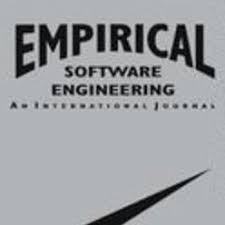 EMPIRICAL
SOFTWARE
ENGINEERING
AN INTERNATIONAL JOURNAL